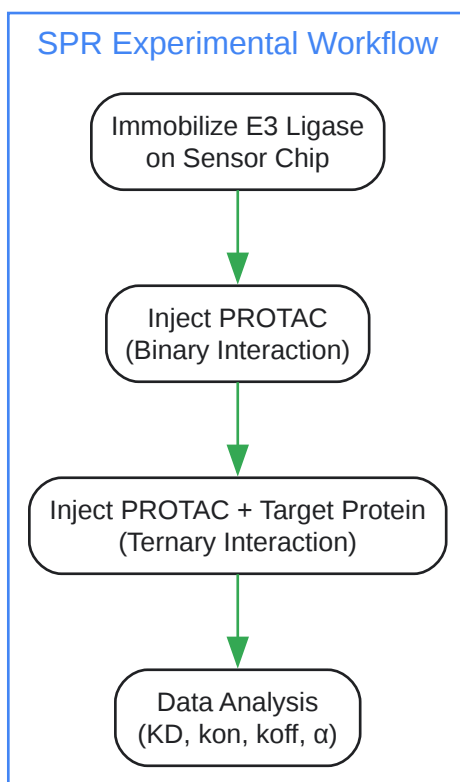 SPR Experimental Workflow
Immobilize E3 Ligase
on Sensor Chip
Inject PROTAC
(Binary Interaction)
Inject PROTAC + Target Protein
(Ternary Interaction)
Data Analysis
(KD, kon, koff, α)